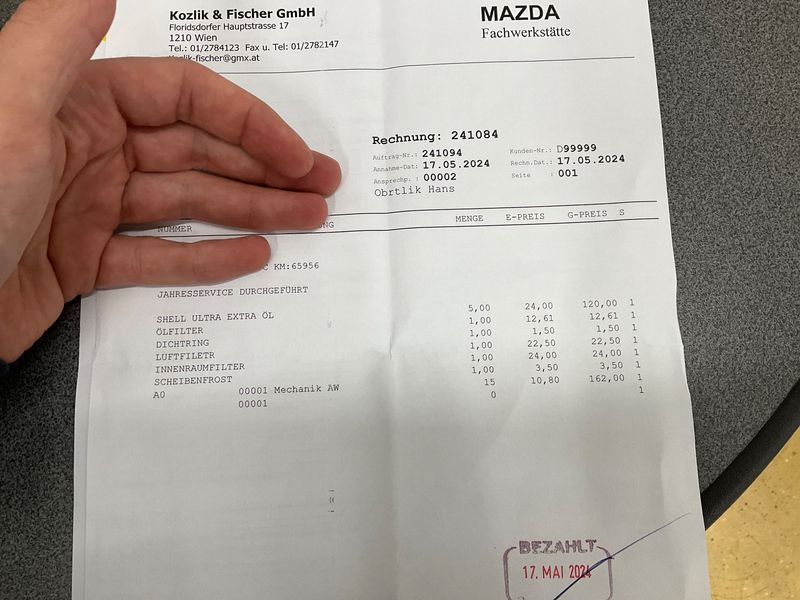 Kozlik & Fischer GmbH
Floridsdorfer Hauptstrasse 17
1210 Wien
Tel.: 01/2784123 Fax u. Tel: 01/2782147
kozlik-fischer@gmx.at
MAZDA
Fachwerkstätte
Rechnung: 241084
Auftrag-Nr.: 241094 Kunden-Nr.: D99999
Annahme-Dat: 17.05.2024 Rechn.Dat.: 17.05.2024
Ansprechp. : 00002 Seite : 001
Obrtlik Hans
NUMMER NG MENGE E-PREIS G-PREIS S
KM:65956
JAHRESSERVICE DURCHGEFÜHRT
SHELL ULTRA EXTRA ÖL 5,00 24,00 120,00 1
ÖLFILTER 1,00 12,61 12,61 1
DICHTRING 1,00 1,50 1,50 1
LUFTFILETR 1,00 22,50 22,50 1
INNENRAUMFILTER 1,00 24,00 24,00 1
SCHEIBENFROST 1,00 3,50 3,50 1
A0 00001 Mechanik AW 15 10,80 162,00 1
00001 0 1
BEZAHLT
17. MAI 2024